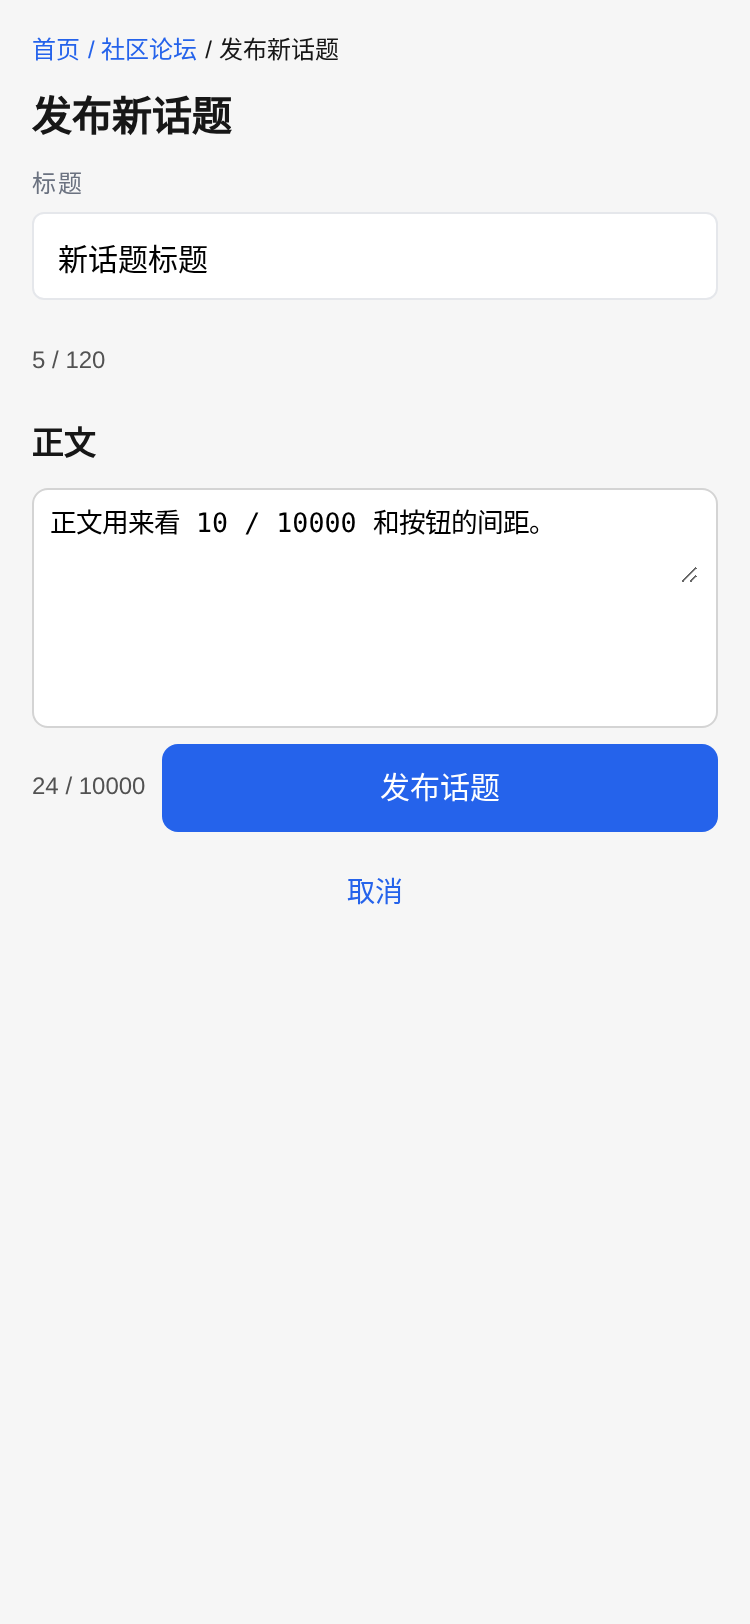 首页 / 社区论坛 / 发布新话题
发布新话题
标题
新话题标题
5 / 120
正文
正文用来看 10 / 10000 和按钮的间距。
24 / 10000
发布话题
取消